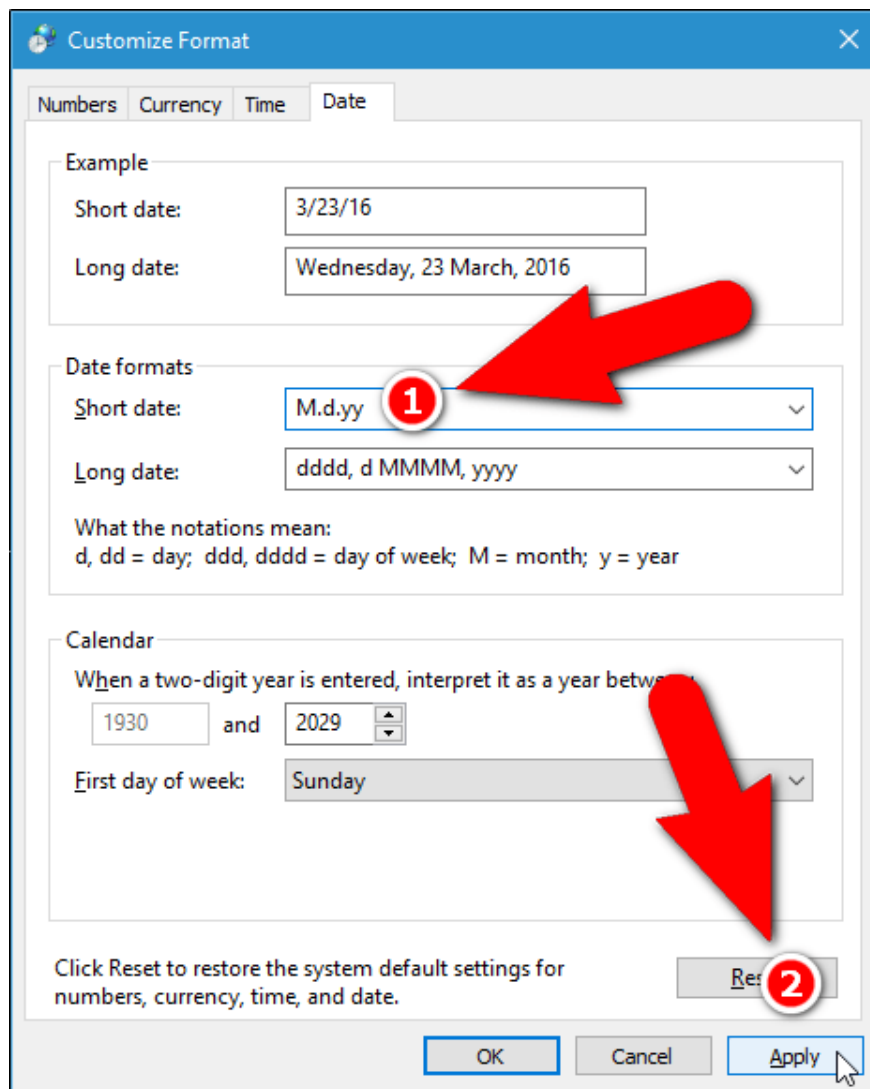 Customize Format
Numbers Currency Time Date
Example
Short date: 3/23/16
Long date: Wednesday, 23 March, 2016
Date formats
Short date: M.d.yy
1
Long date: dddd, d MMMM, yyyy
What the notations mean:
d, dd = day; ddd, dddd = day of week; M = month; y = year
Calendar
When a two-digit year is entered, interpret it as a year
1930 and 2029
First day of week: Sunday
Click Reset to restore the system default settings for
numbers, currency, time, and date.
2
OK Cancel Apply